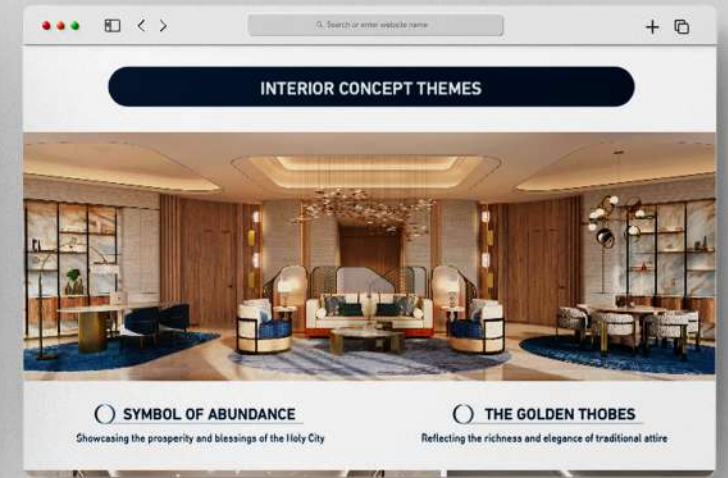 Search or enter website name
INTERIOR CONCEPT THEMES
SYMBOL OF ABUNDANCE
Showcasing the prosperity and blessings of the Holy City
THE GOLDEN THOBES
Reflecting the richness and elegance of traditional attire